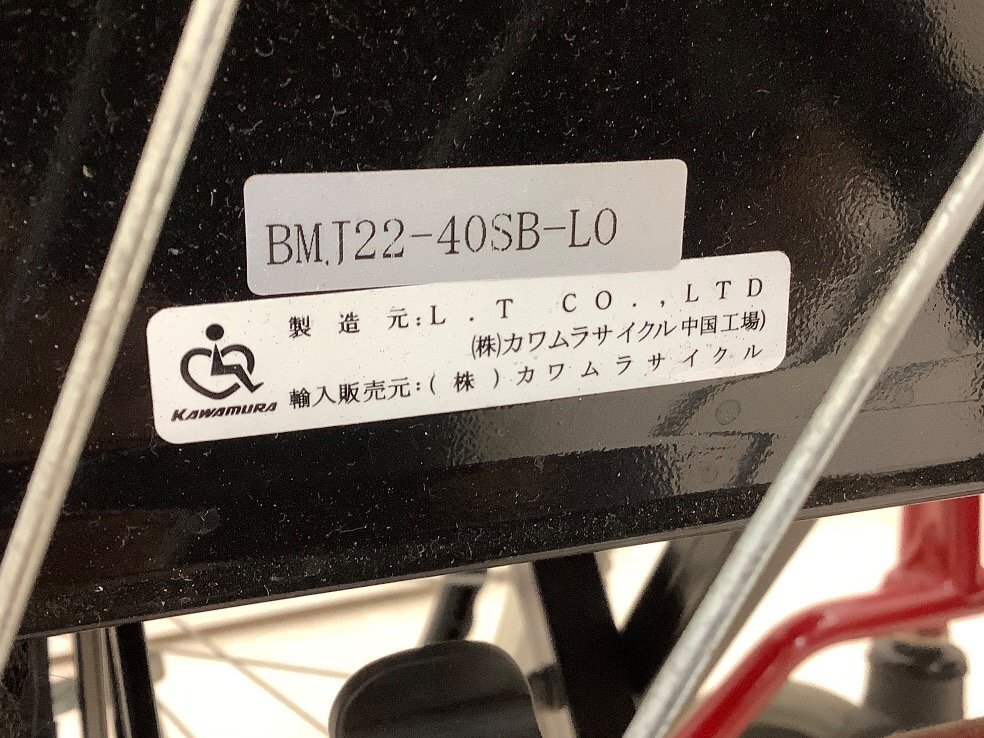 BMJ22-40SB-LO
製造元:L.T CO.,LTD
(株)カワムラサイクル中国工場)
輸入販売元:(株)カワムラサイクル
KAWAMURA